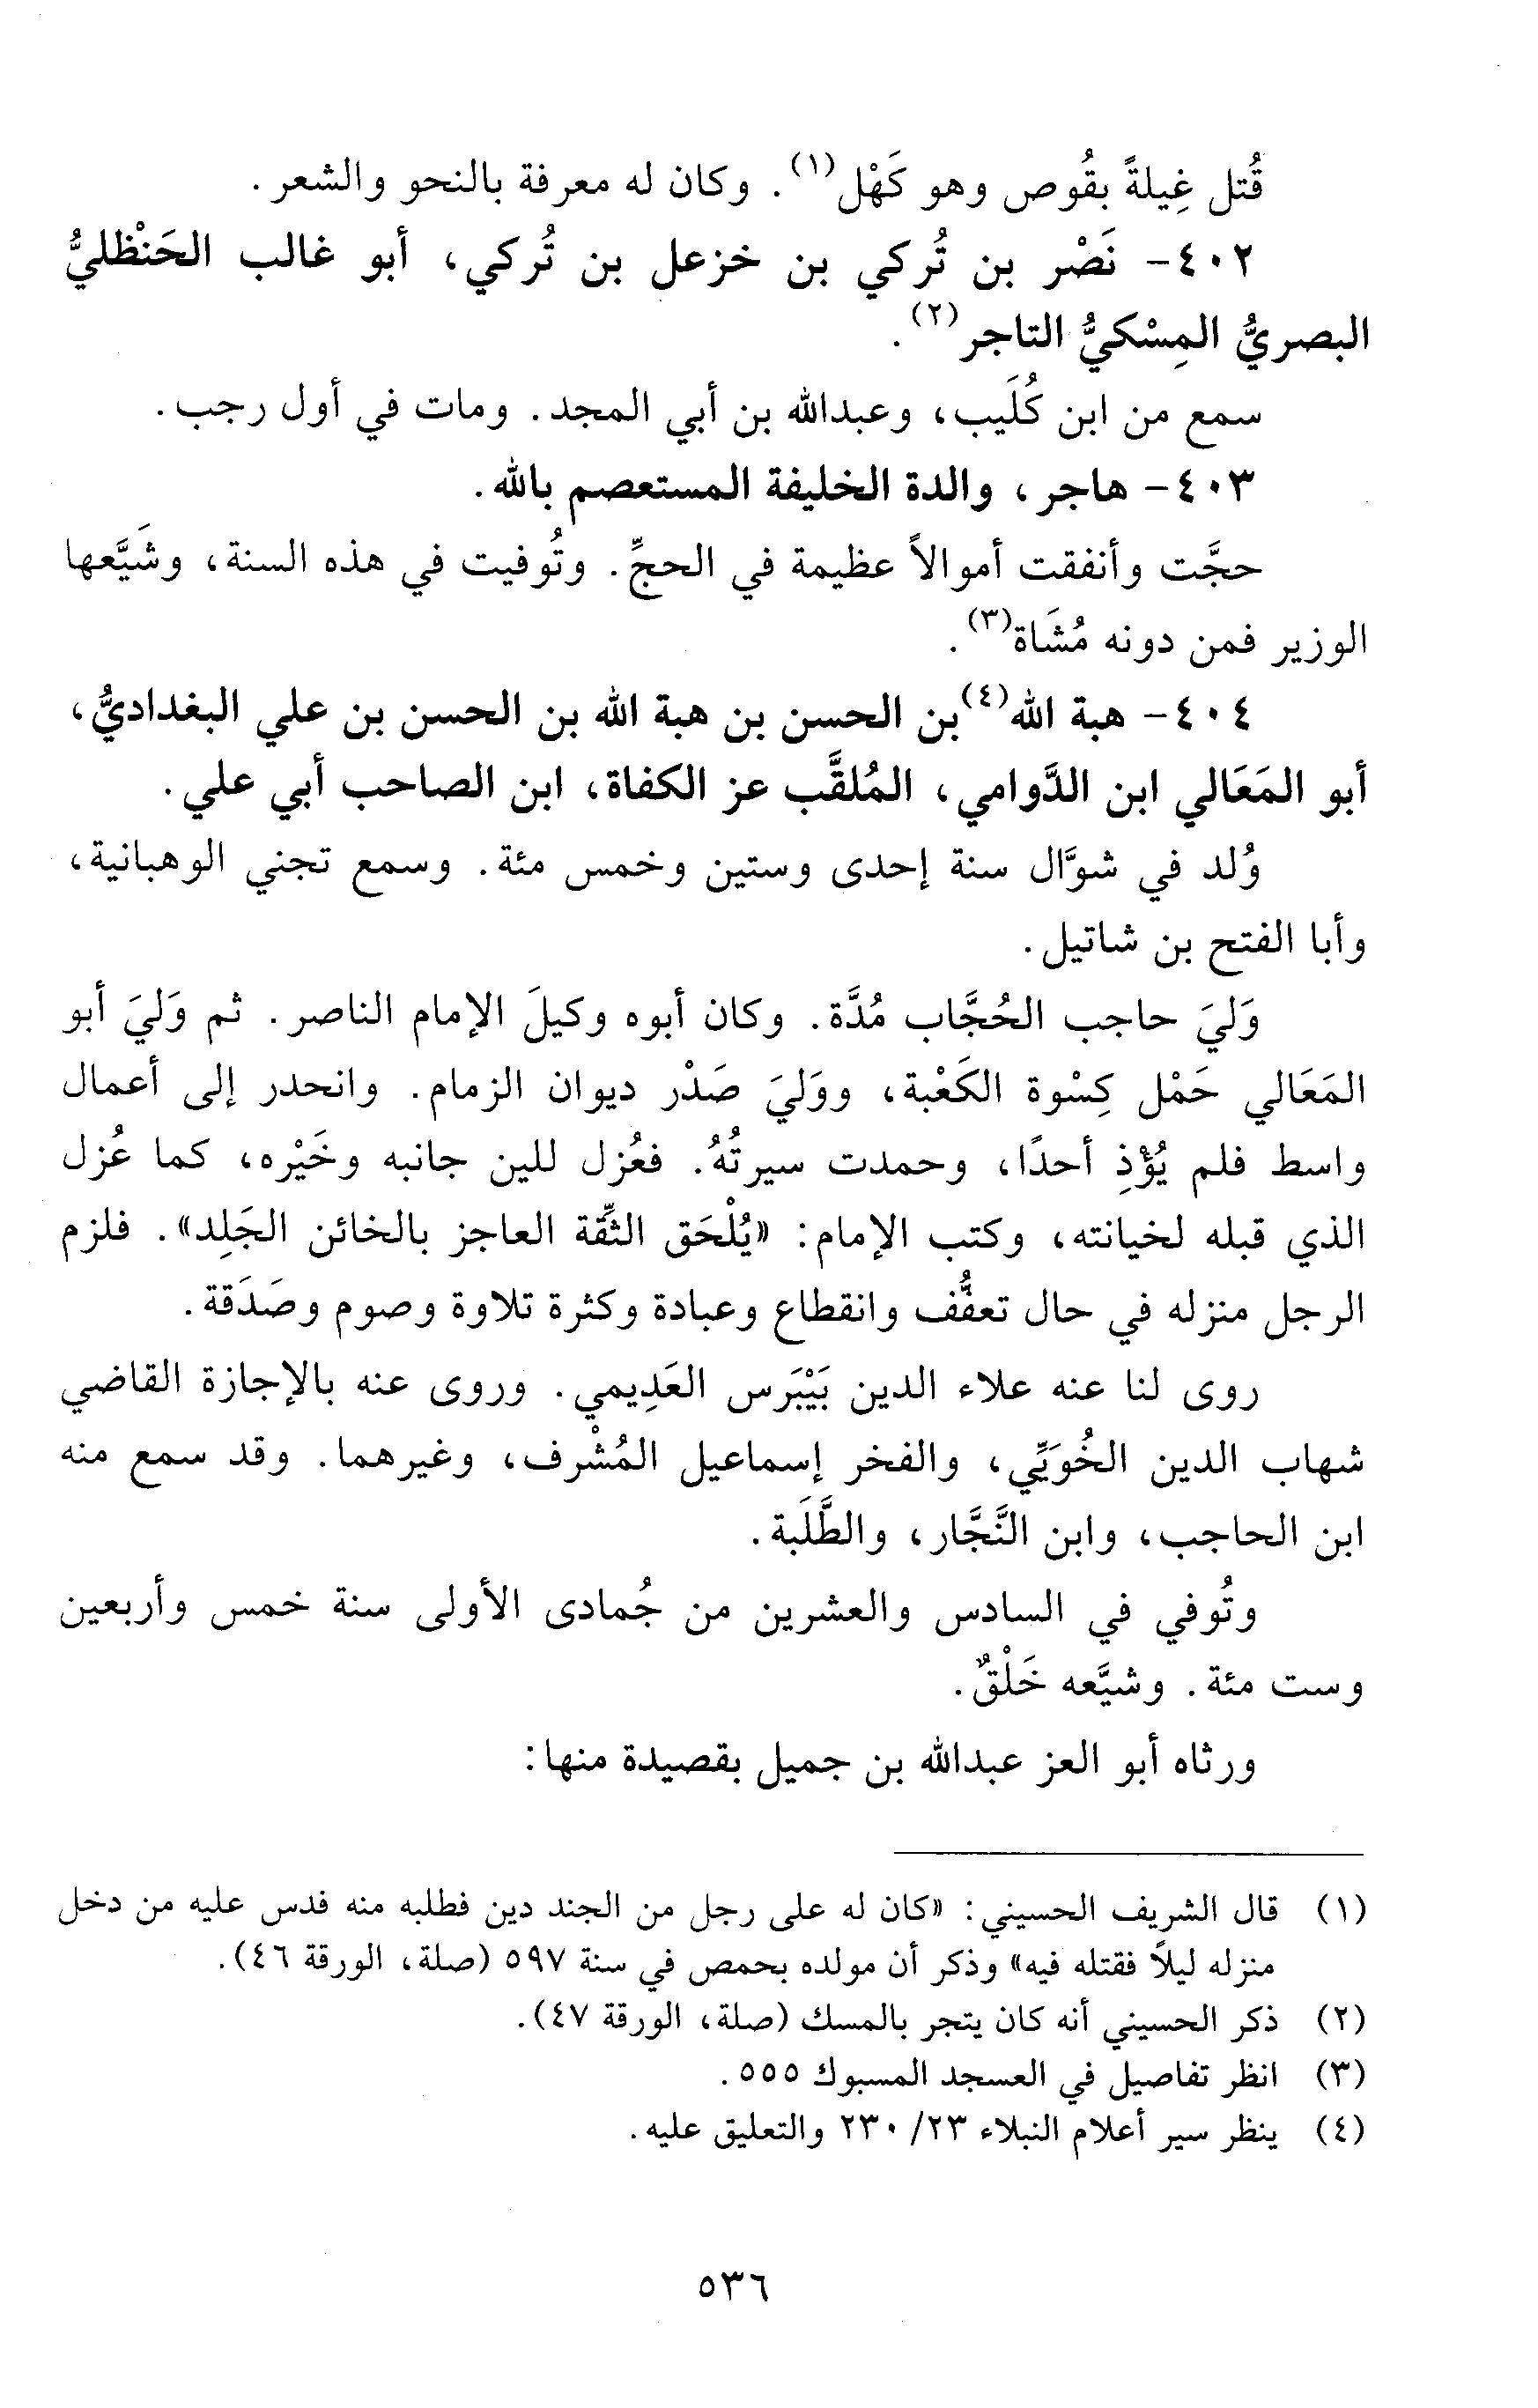 قُتل غِيلةً بقُوص وهو كَهْل(١). وكان له معرفة بالنحو والشعر.
٤٠٢- نَصْر بن تُركي بن خزعل بن تُركي، أبو غالب الحَنْظليُّ
البصريُّ المِسْكيُّ التاجر(٢).
سمع من ابن كُلَيب، وعبدالله بن أبي المجد. ومات في أول رجب.
٤٠٣- هاجر، والدة الخليفة المستعصم بالله.
حجَّت وأنفقت أموالاً عظيمة في الحجِّ. وتُوفيت في هذه السنة، وشَيَّعها
الوزير فمن دونه مُشَاة(٣).
٤٠٤- هبة الله(٤) بن الحسن بن هبة الله بن الحسن بن علي البغداديُّ،
أبو المَعَالي ابن الدَّوامي، المُلقَّب عز الكفاة، ابن الصاحب أبي علي.
وُلد في شوَّال سنة إحدى وستين وخمس مئة. وسمع تجني الوهبانية،
وأبا الفتح بن شاتيل.
وَليَ حاجب الحُجَّاب مُدَّة. وكان أبوه وكيلَ الإمام الناصر. ثم وَليَ أبو
المَعَالي حَمْل كِسْوة الكَعْبة، ووَليَ صَدْر ديوان الزمام. وانحدر إلى أعمال
واسط فلم يُؤْذِ أحدًا، وحمدت سيرتُهُ. فعُزل للين جانبه وخَيْره، كما عُزل
الذي قبله لخيانته، وكتب الإمام: «يُلْحَق الثِّقة العاجز بالخائن الجَلِد». فلزم
الرجل منزله في حال تعفُّف وانقطاع وعبادة وكثرة تلاوة وصوم وصَدَقة.
روى لنا عنه علاء الدين بَيْبَرس العَدِيمي. وروى عنه بالإجازة القاضي
شهاب الدين الخُوَيِّي، والفخر إسماعيل المُشْرف، وغيرهما. وقد سمع منه
ابن الحاجب، وابن النَّجَّار، والطَّلَبة.
وتُوفي في السادس والعشرين من جُمادى الأولى سنة خمس وأربعين
وست مئة. وشيَّعه خَلْقٌ.
ورثاه أبو العز عبدالله بن جميل بقصيدة منها:
(١) قال الشريف الحسيني: «كان له على رجل من الجند دين فطلبه منه فدس عليه من دخل
منزله ليلاً فقتله فيه» وذكر أن مولده بحمص في سنة ٥٩٧ (صلة، الورقة ٤٦).
(٢) ذكر الحسيني أنه كان يتجر بالمسك (صلة، الورقة ٤٧).
(٣) انظر تفاصيل في العسجد المسبوك ٥٥٥.
(٤) ينظر سير أعلام النبلاء ٢٣/ ٢٣٠ والتعليق عليه.
٥٣٦